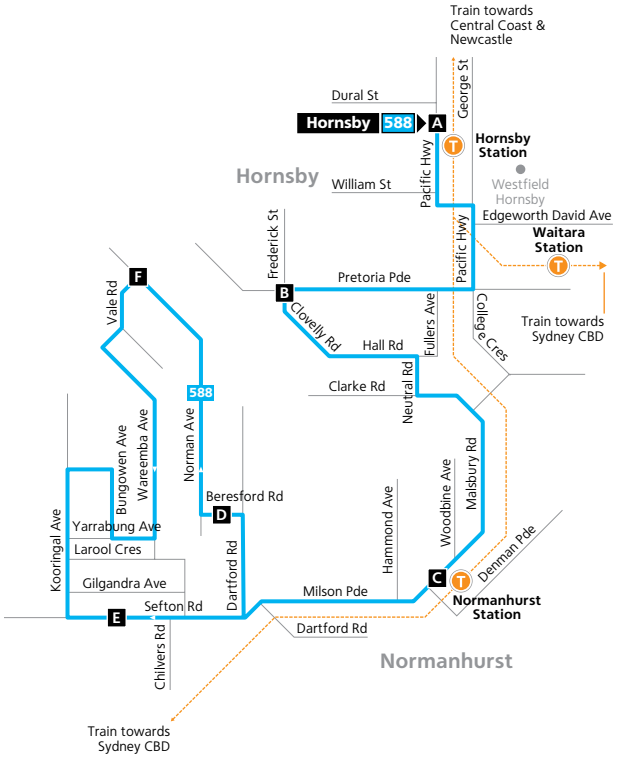 Train towards
Central Coast &
Newcastle
Dural St
George St
Hornsby 588 A
T Hornsby
Station
Pacific Hwy
Hornsby
William St
Westfield
Hornsby
Edgeworth David Ave
Waitara
Station
T
Pacific Hwy
Frederick St
F
Vale Rd
B
Pretoria Pde
Clovelly Rd
Fullers Ave
College Cres
Train towards
Sydney CBD
Hall Rd
Neutral Rd
Clarke Rd
588
Bungowen Ave
Wareemba Ave
Norman Ave
Malsbury Rd
Woodbine Ave
Hammond Ave
Beresford Rd
D
Kooringal Ave
Yarrabung Ave
Larool Cres
Dartford Rd
Denman Pde
Gilgandra Ave
C
T
Milson Pde
Normanhurst
Station
Sefton Rd
E
Chilvers Rd
Dartford Rd
Normanhurst
Train towards
Sydney CBD